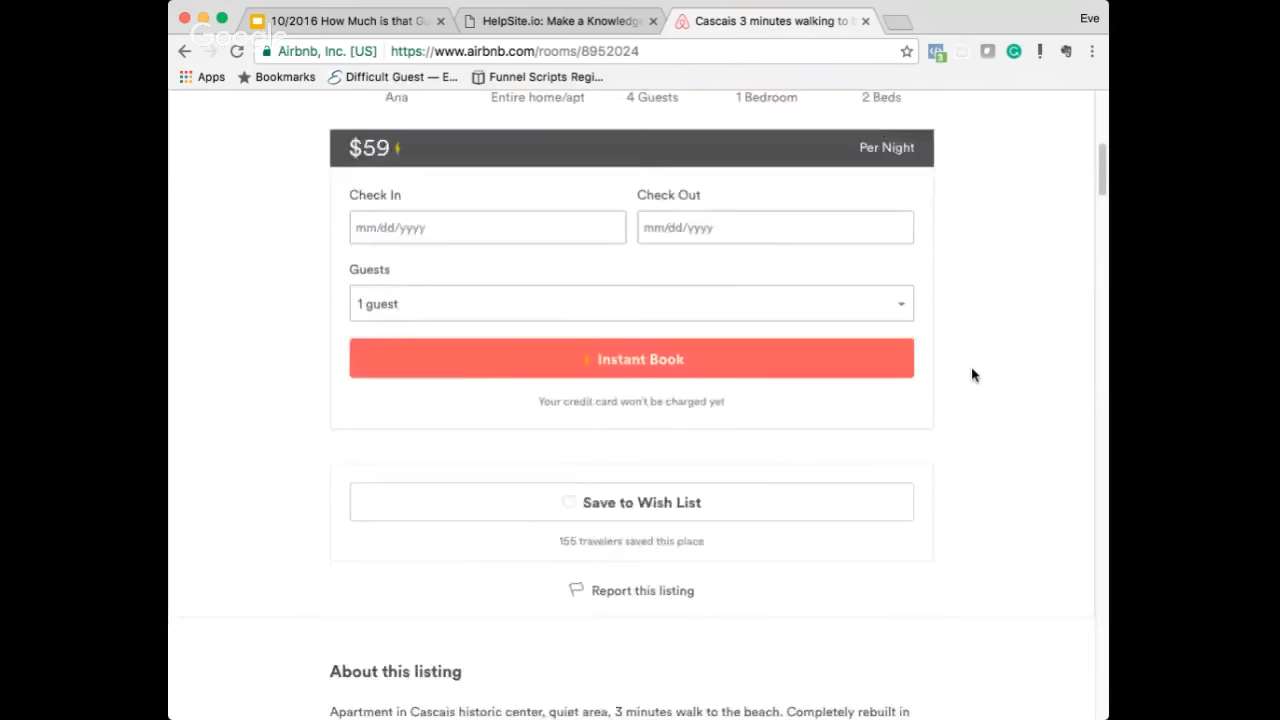 10/2016 How Much is that Gu
HelpSite.io: Make a Knowledge
Cascais 3 minutes walking to b
Eve
Google
Airbnb, Inc. [US]
https://www.airbnb.com/rooms/8952024
3
Apps
Bookmarks
Difficult Guest — E...
Funnel Scripts Regi...
Ana
Entire home/apt
4 Guests
1 Bedroom
2 Beds
$59
Per Night
Check In
Check Out
mm/dd/yyyy
mm/dd/yyyy
Guests
1 guest
Instant Book
Your credit card won't be charged yet
Save to Wish List
155 travelers saved this place
Report this listing
About this listing
Apartment in Cascais historic center, quiet area, 3 minutes walk to the beach. Completely rebuilt in